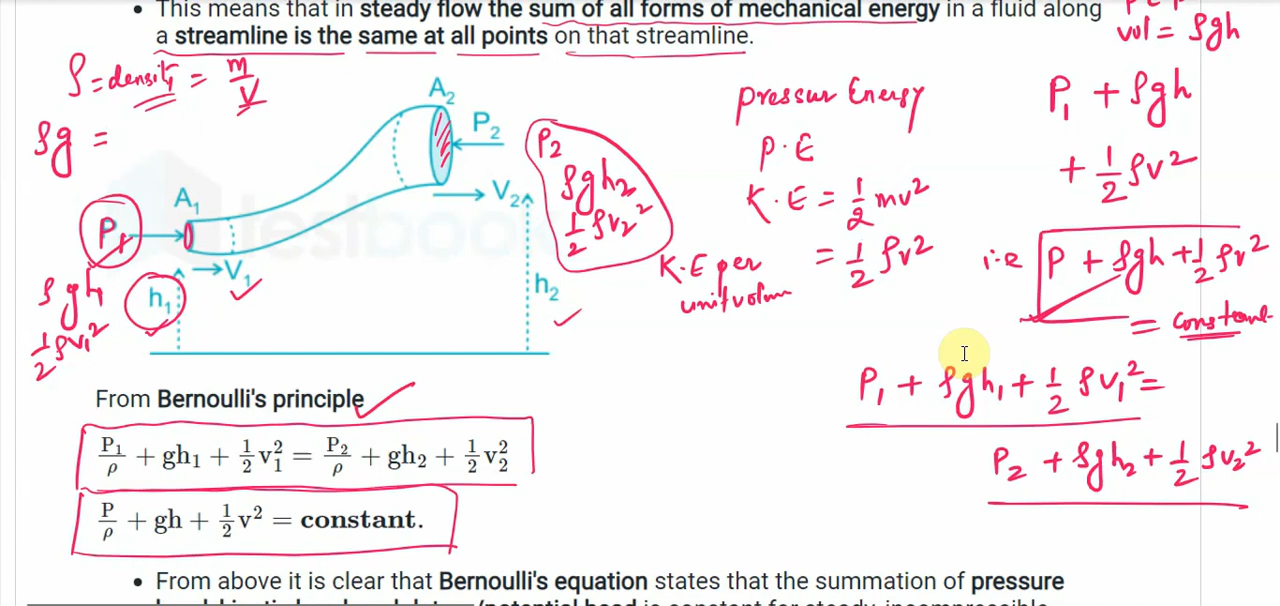 • This means that in steady flow the sum of all forms of mechanical energy in a fluid along
a streamline is the same at all points on that streamline.
vol = ρgh
ρ = density = m/V
ρg =
A₂
P₂
V₂
A₁
P₁
V₁
h₁
h₂
ρgh
½ρv₁²
P₂
ρgh₂
½ρv₂²
Pressur Energy
P.E
K.E = ½mv²
= ½ρv²
K.E per
unit volum
P₁ + ρgh
+ ½ρv²
i.e P + ρgh + ½ρv²
= constant
P₁ + ρgh₁ + ½ρv₁² =
P₂ + ρgh₂ + ½ρv₂²
From Bernoulli's principle
P₁/ρ + gh₁ + ½v₁² = P₂/ρ + gh₂ + ½v₂²
P/ρ + gh + ½v² = constant.
• From above it is clear that Bernoulli's equation states that the summation of pressure